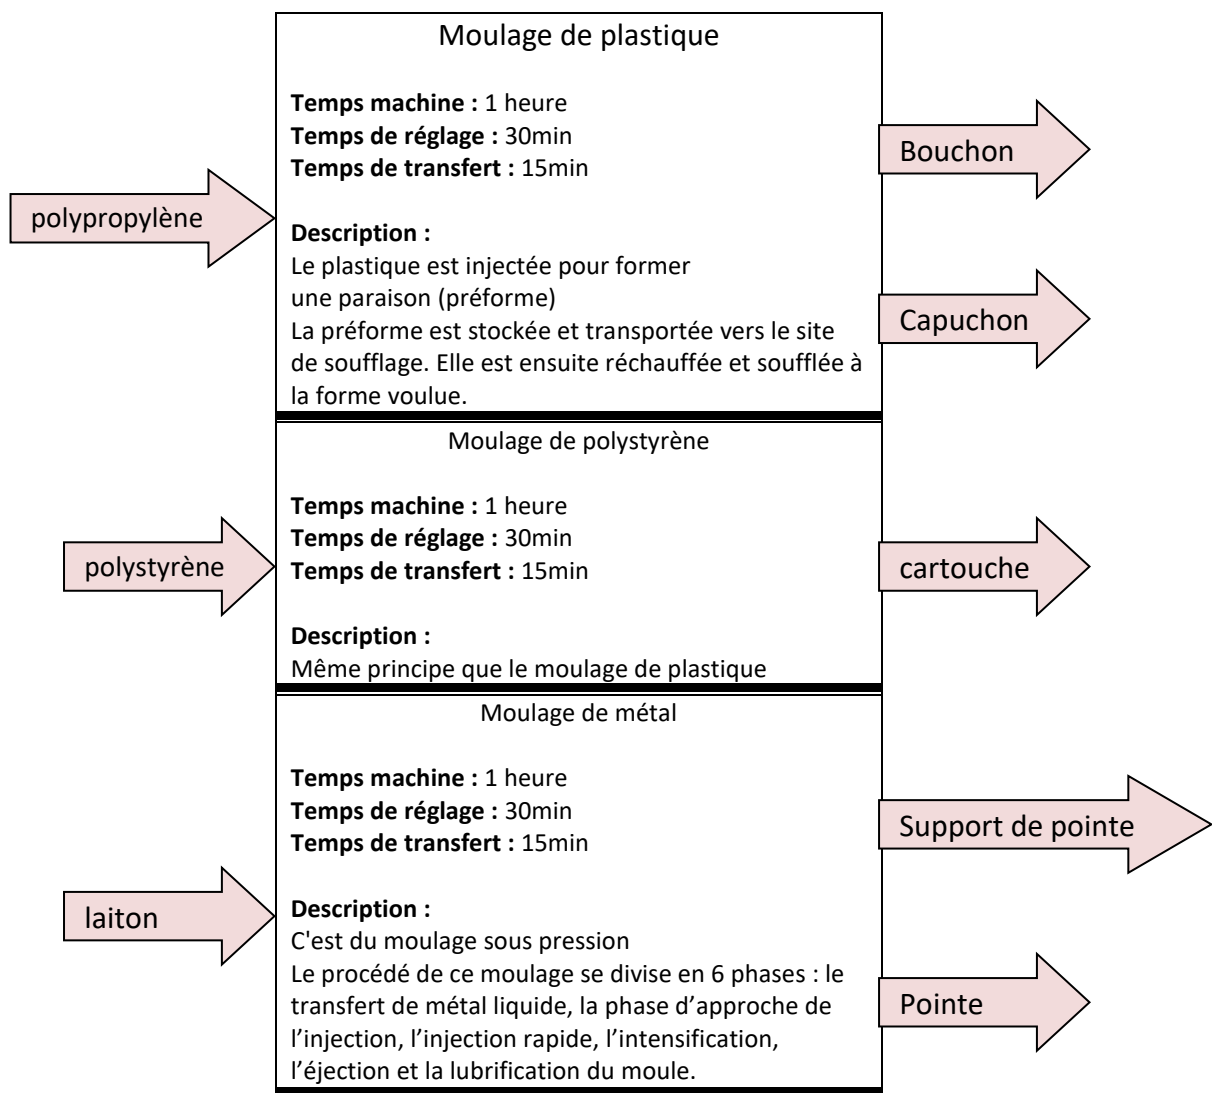 Moulage de plastique
Temps machine : 1 heure
Temps de réglage : 30min
Temps de transfert : 15min
Bouchon
polypropylène
Description :
Le plastique est injectée pour former
une paraison (préforme)
Capuchon
La préforme est stockée et transportée vers le site
de soufflage. Elle est ensuite réchauffée et soufflée à
la forme voulue.
Moulage de polystyrène
Temps machine : 1 heure
Temps de réglage : 30min
Temps de transfert : 15min
polystyrène
cartouche
Description :
Même principe que le moulage de plastique
Moulage de métal
Temps machine : 1 heure
Temps de réglage : 30min
Temps de transfert : 15min
Support de pointe
laiton
Description :
C'est du moulage sous pression
Le procédé de ce moulage se divise en 6 phases : le
transfert de métal liquide, la phase d’approche de
l’injection, l’injection rapide, l’intensification,
l’éjection et la lubrification du moule.
Pointe